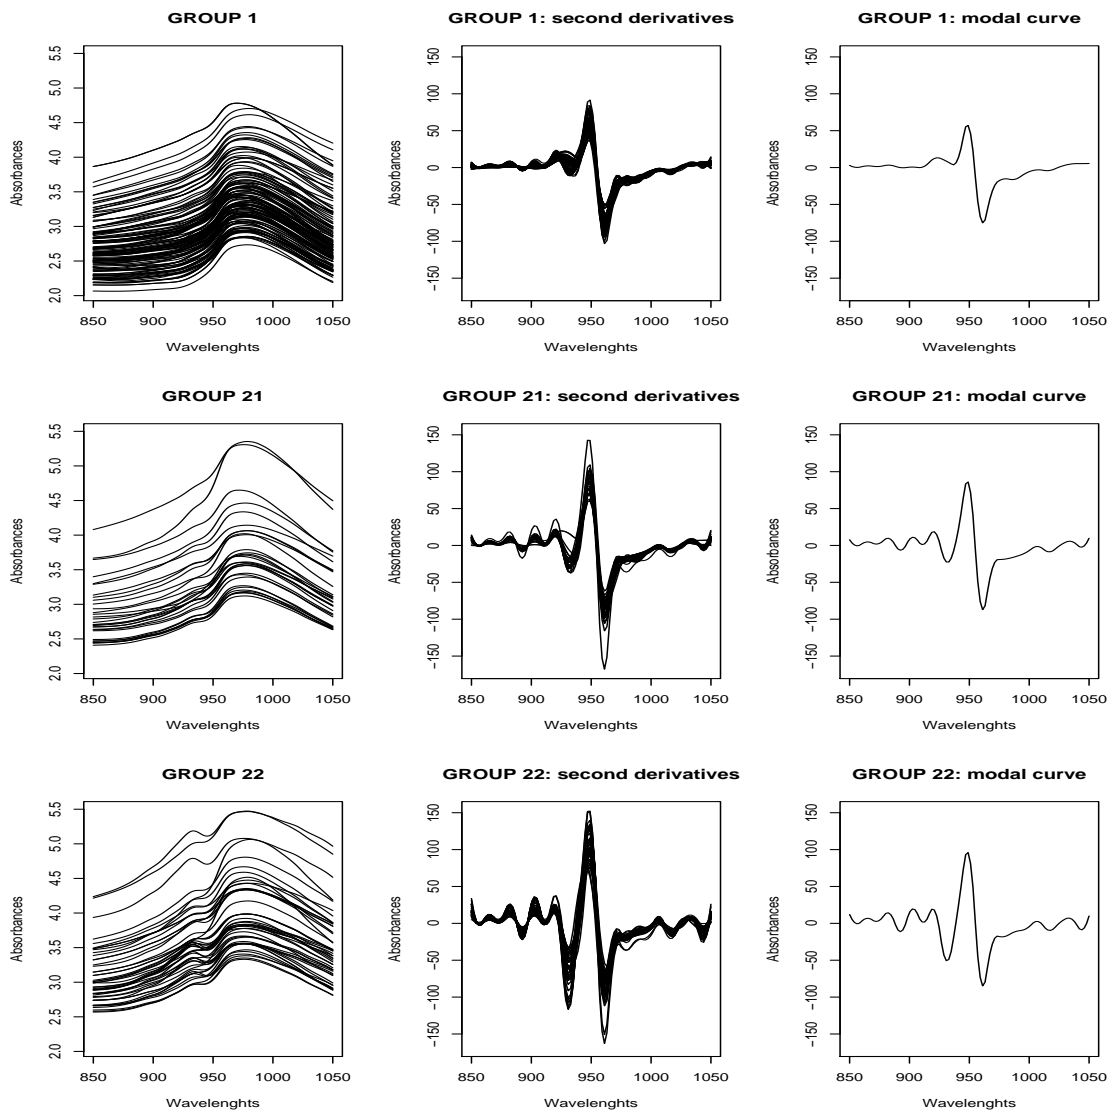 GROUP 1
GROUP 1: second derivatives
GROUP 1: modal curve
Absorbances
5.5
5.0
4.5
4.0
3.5
3.0
2.5
2.0
850 900 950 1000 1050
Wavelenghts
Absorbances
150
100
50
0
−50
−100
−150
850 900 950 1000 1050
Wavelenghts
Absorbances
150
100
50
0
−50
−100
−150
850 900 950 1000 1050
Wavelenghts
GROUP 21
GROUP 21: second derivatives
GROUP 21: modal curve
Absorbances
5.5
5.0
4.5
4.0
3.5
3.0
2.5
2.0
850 900 950 1000 1050
Wavelenghts
Absorbances
150
100
50
0
−50
−100
−150
850 900 950 1000 1050
Wavelenghts
Absorbances
150
100
50
0
−50
−100
−150
850 900 950 1000 1050
Wavelenghts
GROUP 22
GROUP 22: second derivatives
GROUP 22: modal curve
Absorbances
5.5
5.0
4.5
4.0
3.5
3.0
2.5
2.0
850 900 950 1000 1050
Wavelenghts
Absorbances
150
100
50
0
−50
−100
−150
850 900 950 1000 1050
Wavelenghts
Absorbances
150
100
50
0
−50
−100
−150
850 900 950 1000 1050
Wavelenghts